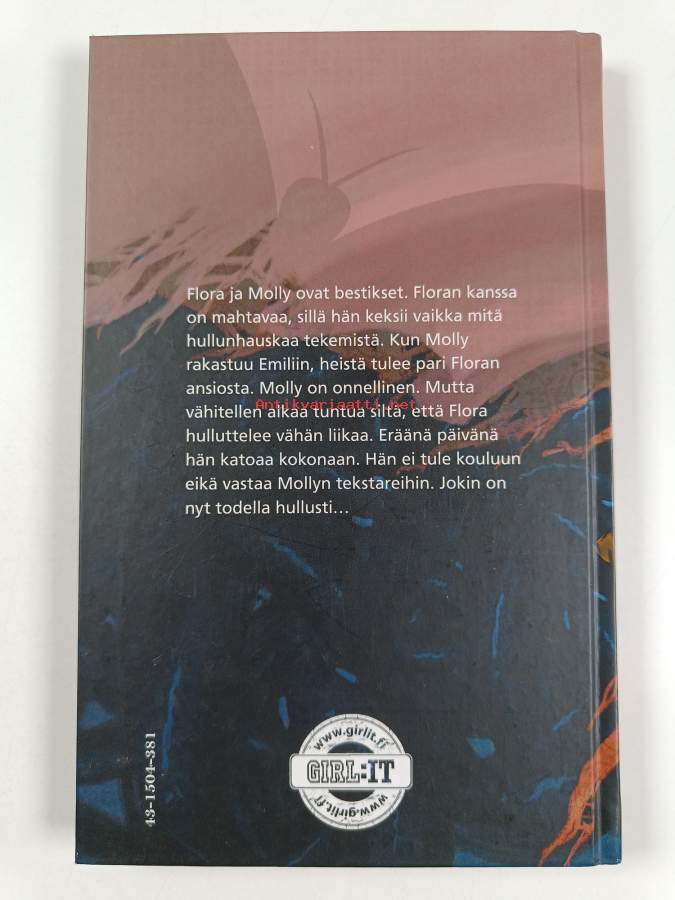 Flora ja Molly ovat bestikset. Floran kanssa
on mahtavaa, sillä hän keksii vaikka mitä
hullunhauskaa tekemistä. Kun Molly
rakastuu Emiliin, heistä tulee pari Floran
ansiosta. Molly on onnellinen. Mutta
Antikvariaatti.net
vähitellen alkaa tuntua siltä, että Flora
hulluttelee vähän liikaa. Eräänä päivänä
hän katoaa kokonaan. Hän ei tule kouluun
eikä vastaa Mollyn tekstareihin. Jokin on
nyt todella hullusti...
43-1504-381
www.girlit.fi
GIRL:IT
www.girlit.fi